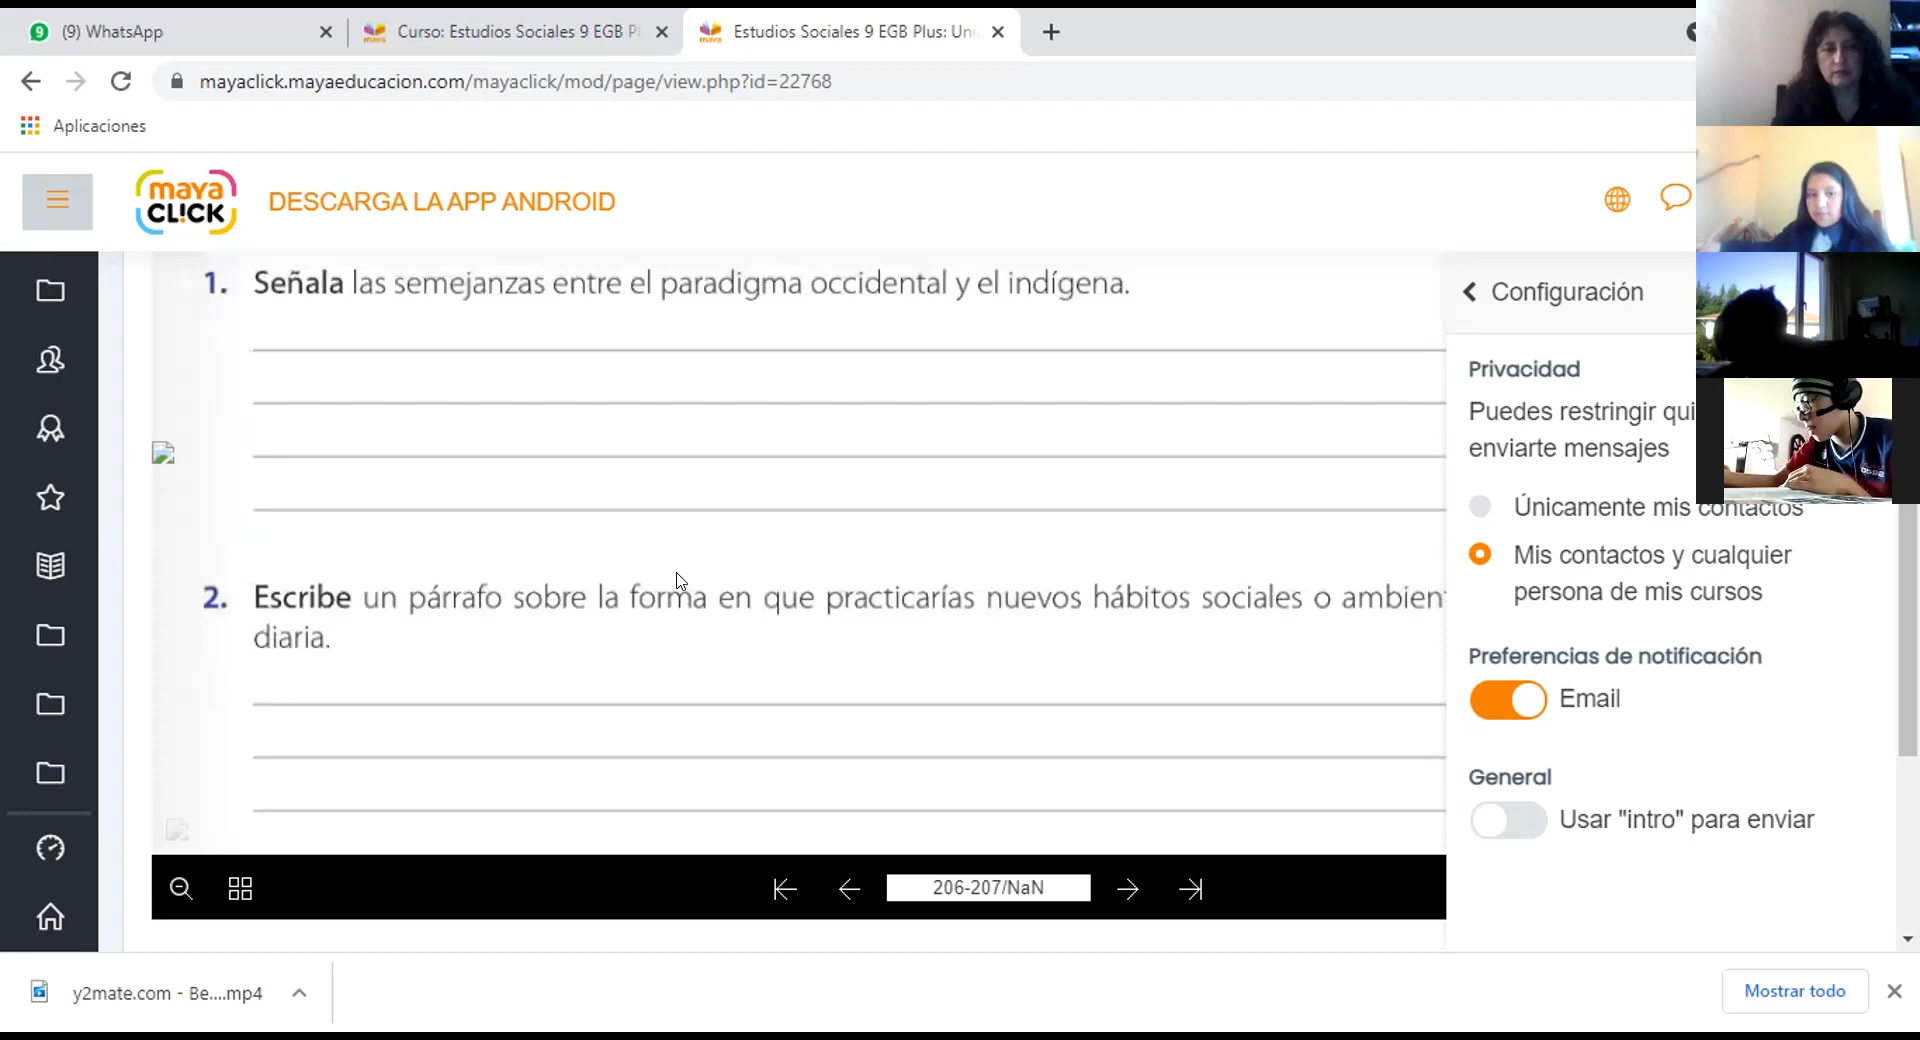 (9) WhatsApp
Curso: Estudios Sociales 9 EGB Pl
Estudios Sociales 9 EGB Plus: Uni
mayaclick.mayaeducacion.com/mayaclick/mod/page/view.php?id=22768
Aplicaciones
maya
CL!CK
DESCARGA LA APP ANDROID
1. Señala las semejanzas entre el paradigma occidental y el indígena.
2. Escribe un párrafo sobre la forma en que practicarías nuevos hábitos sociales o ambien
diaria.
206-207/NaN
Configuración
Privacidad
Puedes restringir qui
enviarte mensajes
Únicamente mis contactos
Mis contactos y cualquier
persona de mis cursos
Preferencias de notificación
Email
General
Usar "intro" para enviar
y2mate.com - Be....mp4
Mostrar todo